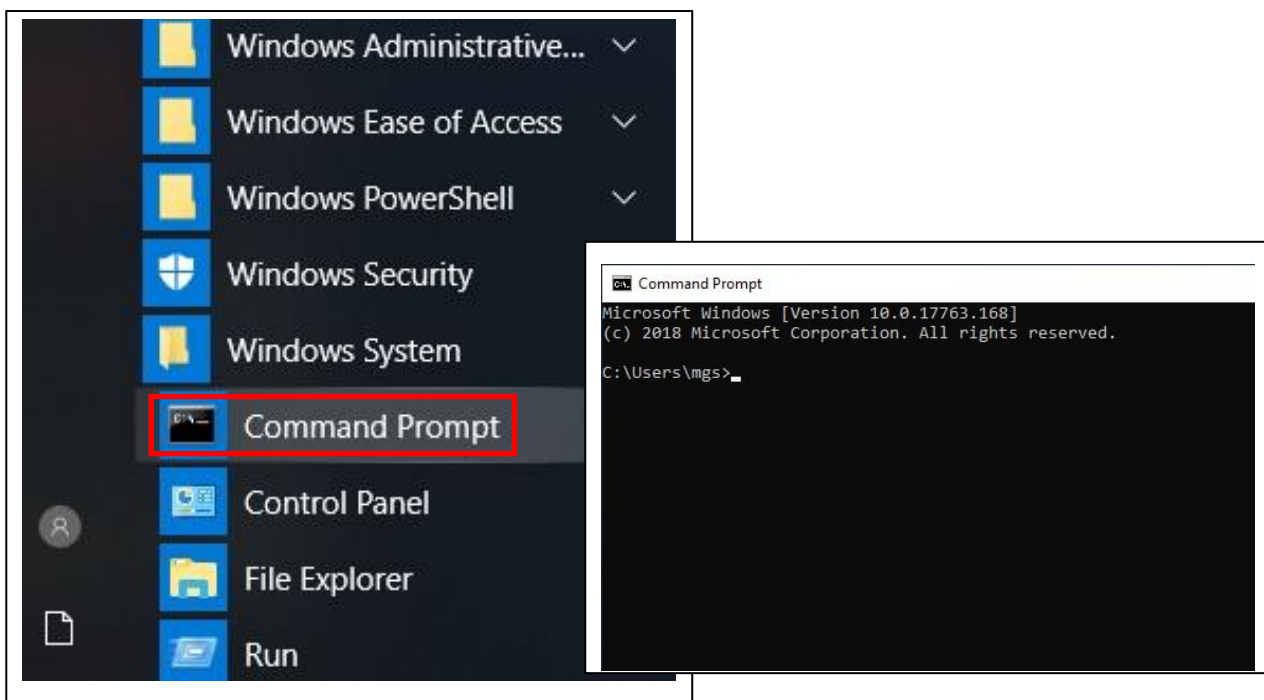 Windows Administrative...
Windows Ease of Access
Windows PowerShell
Windows Security
Windows System
Command Prompt
Control Panel
File Explorer
Run
Command Prompt
Microsoft Windows [Version 10.0.17763.168]
(c) 2018 Microsoft Corporation. All rights reserved.
C:\Users\mgs>